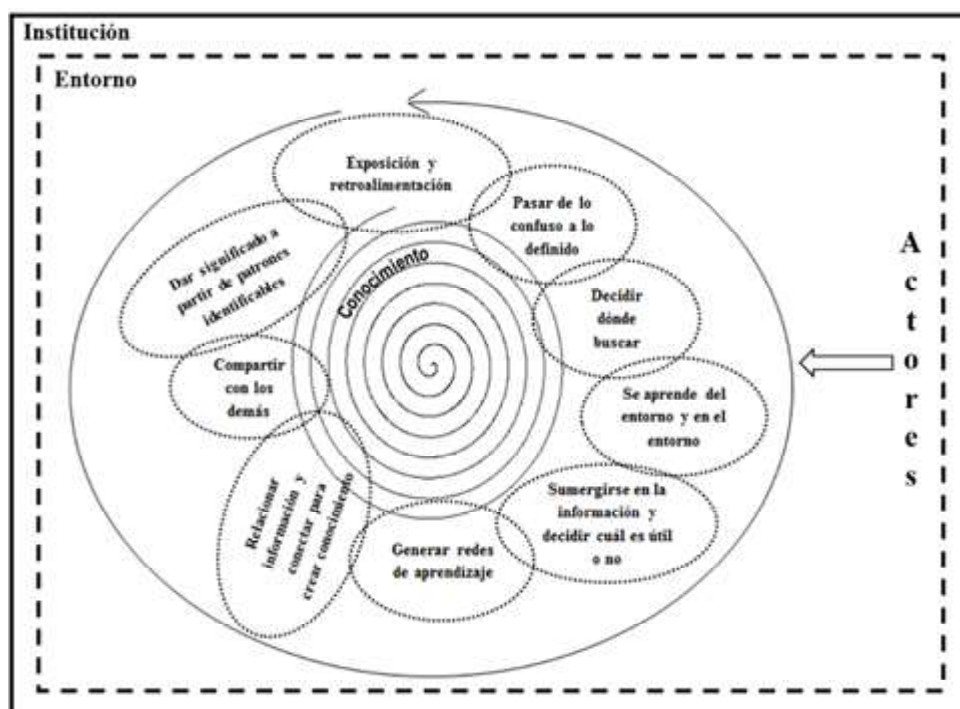 Institución
Entorno
Exposición y
retroalimentación
Pasar de lo
confuso a lo
definido
Decidir
dónde
buscar
Se aprende del
entorno y en el
entorno
Sumergirse en la
información y
decidir cuál es útil
o no
Generar redes
de aprendizaje
Relacionar
información y
conectar para
crear conocimiento
Compartir
con los
demás
Dar significado a
partir de patrones
identificables
Conocimiento
Actores